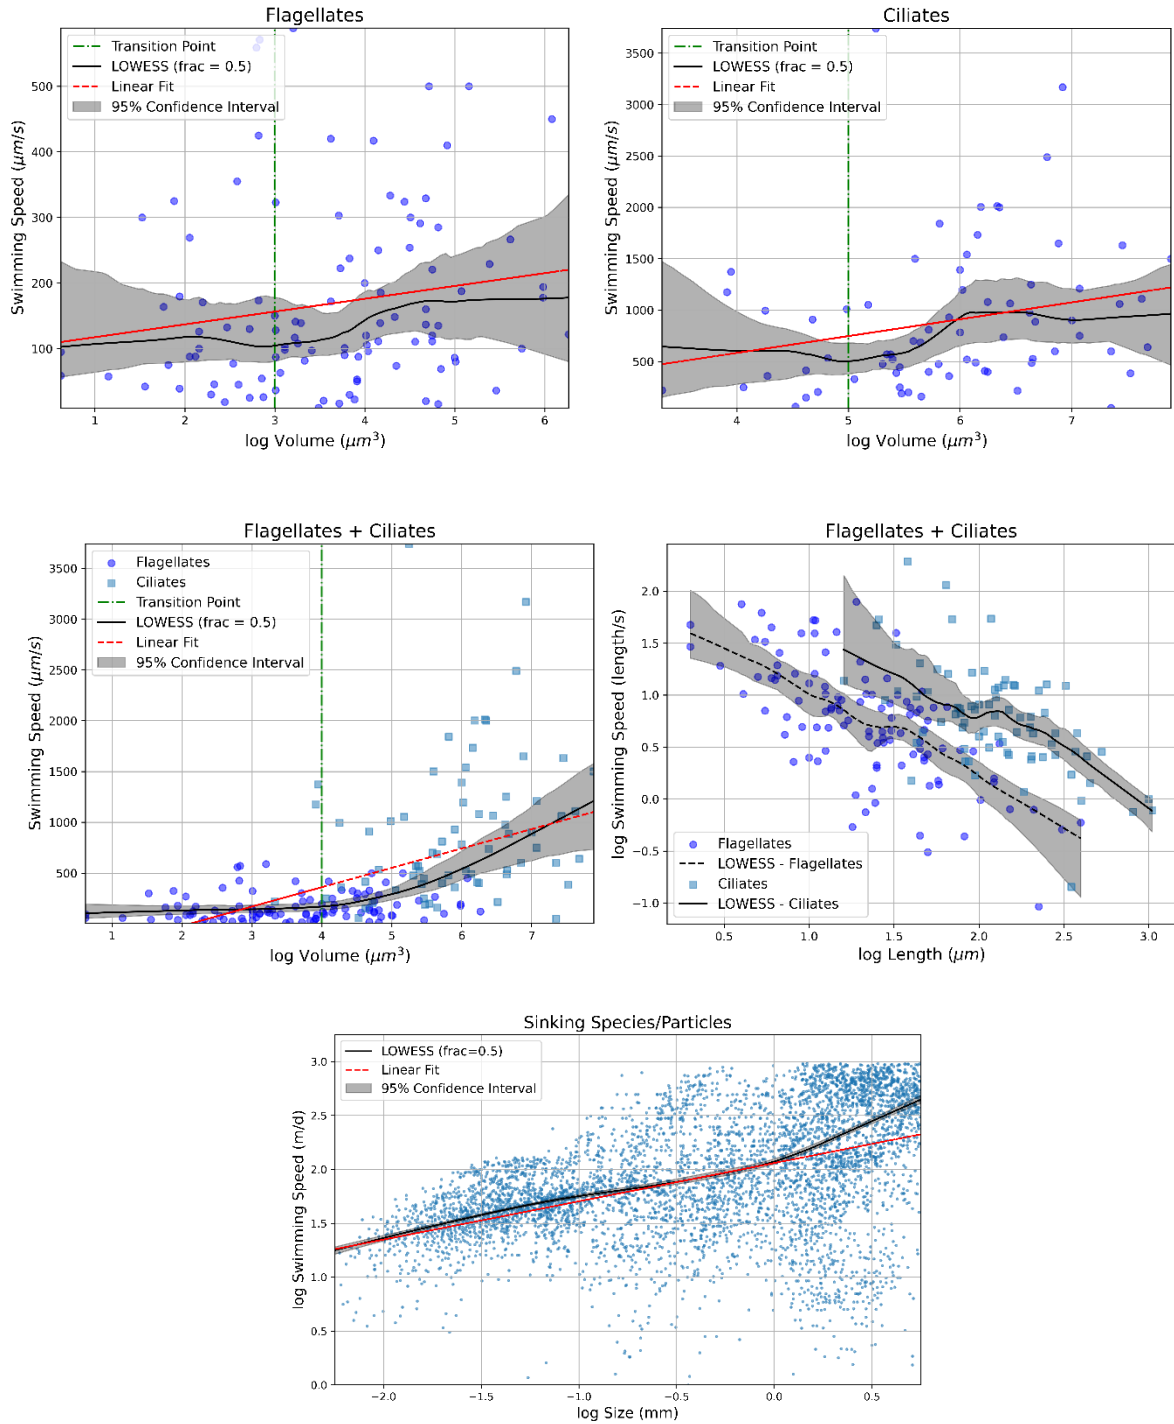 Flagellates
Transition Point
LOWESS (frac = 0.5)
Linear Fit
95% Confidence Interval
500
400
300
200
100
Swimming Speed (μm/s)
1 2 3 4 5 6
log Volume (μm³)
Ciliates
Transition Point
LOWESS (frac = 0.5)
Linear Fit
95% Confidence Interval
3500
3000
2500
2000
1500
1000
500
Swimming Speed (μm/s)
4 5 6 7
log Volume (μm³)
Flagellates + Ciliates
Flagellates
Ciliates
Transition Point
LOWESS (frac = 0.5)
Linear Fit
95% Confidence Interval
3500
3000
2500
2000
1500
1000
500
Swimming Speed (μm/s)
1 2 3 4 5 6 7
log Volume (μm³)
Flagellates + Ciliates
2.0
1.5
1.0
0.5
0.0
−0.5
−1.0
log Swimming Speed (length/s)
Flagellates
LOWESS - Flagellates
Ciliates
LOWESS - Ciliates
0.5 1.0 1.5 2.0 2.5 3.0
log Length (μm)
Sinking Species/Particles
LOWESS (frac=0.5)
Linear Fit
95% Confidence Interval
3.0
2.5
2.0
1.5
1.0
0.5
0.0
log Swimming Speed (m/d)
−2.0 −1.5 −1.0 −0.5 0.0 0.5
log Size (mm)